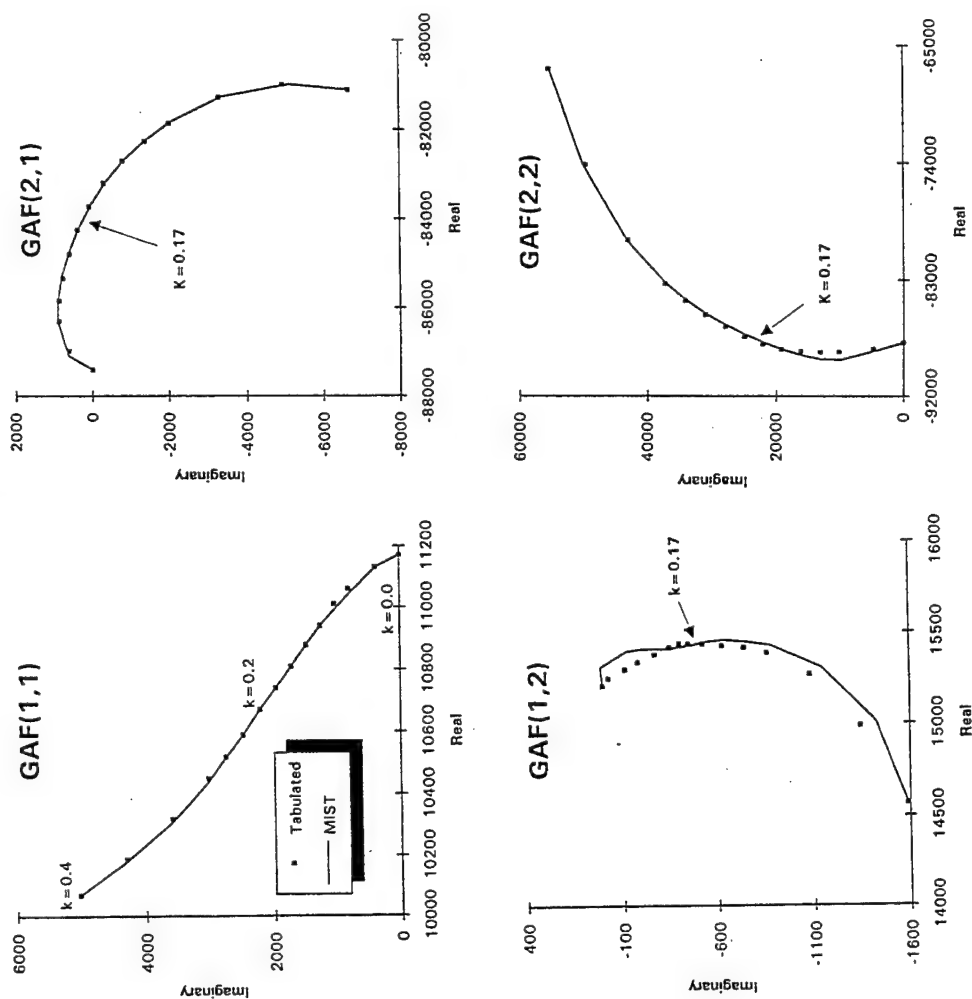 GAF(1,1)
6000
4000
2000
0
Imaginary
k=0.4
k=0.2
k=0.0
Tabulated
MIST
10000
10200
10400
10600
10800
11000
11200
Real
GAF(2,1)
2000
0
-2000
-4000
-6000
-8000
Imaginary
K=0.17
-88000
-86000
-84000
-82000
-80000
Real
GAF(1,2)
400
-100
-600
-1100
-1600
Imaginary
k=0.17
14000
14500
15000
15500
16000
Real
GAF(2,2)
60000
40000
20000
0
Imaginary
K=0.17
-92000
-83000
-74000
-65000
Real